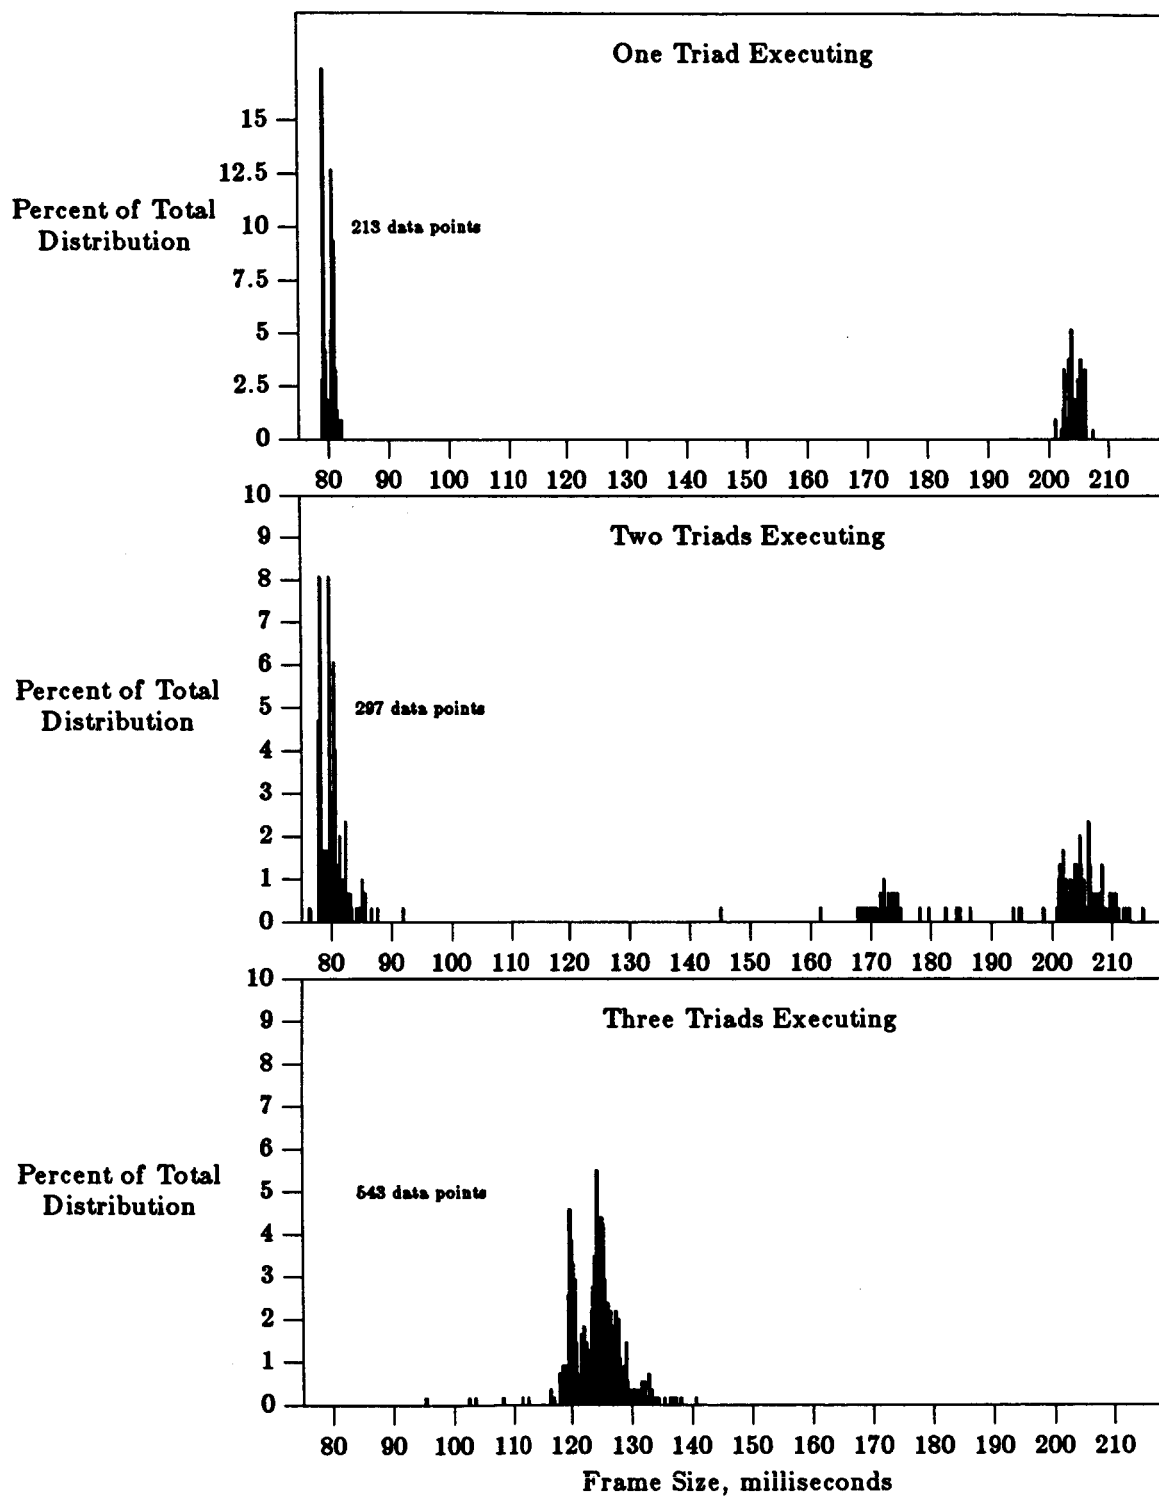 One Triad Executing
15
12.5
Percent of Total
Distribution
10
213 data points
7.5
5
2.5
0
80 90 100 110 120 130 140 150 160 170 180 190 200 210
10
Two Triads Executing
9
8
7
6
Percent of Total
Distribution
5
297 data points
4
3
2
1
0
80 90 100 110 120 130 140 150 160 170 180 190 200 210
10
Three Triads Executing
9
8
7
6
Percent of Total
Distribution
5
543 data points
4
3
2
1
0
80 90 100 110 120 130 140 150 160 170 180 190 200 210
Frame Size, milliseconds